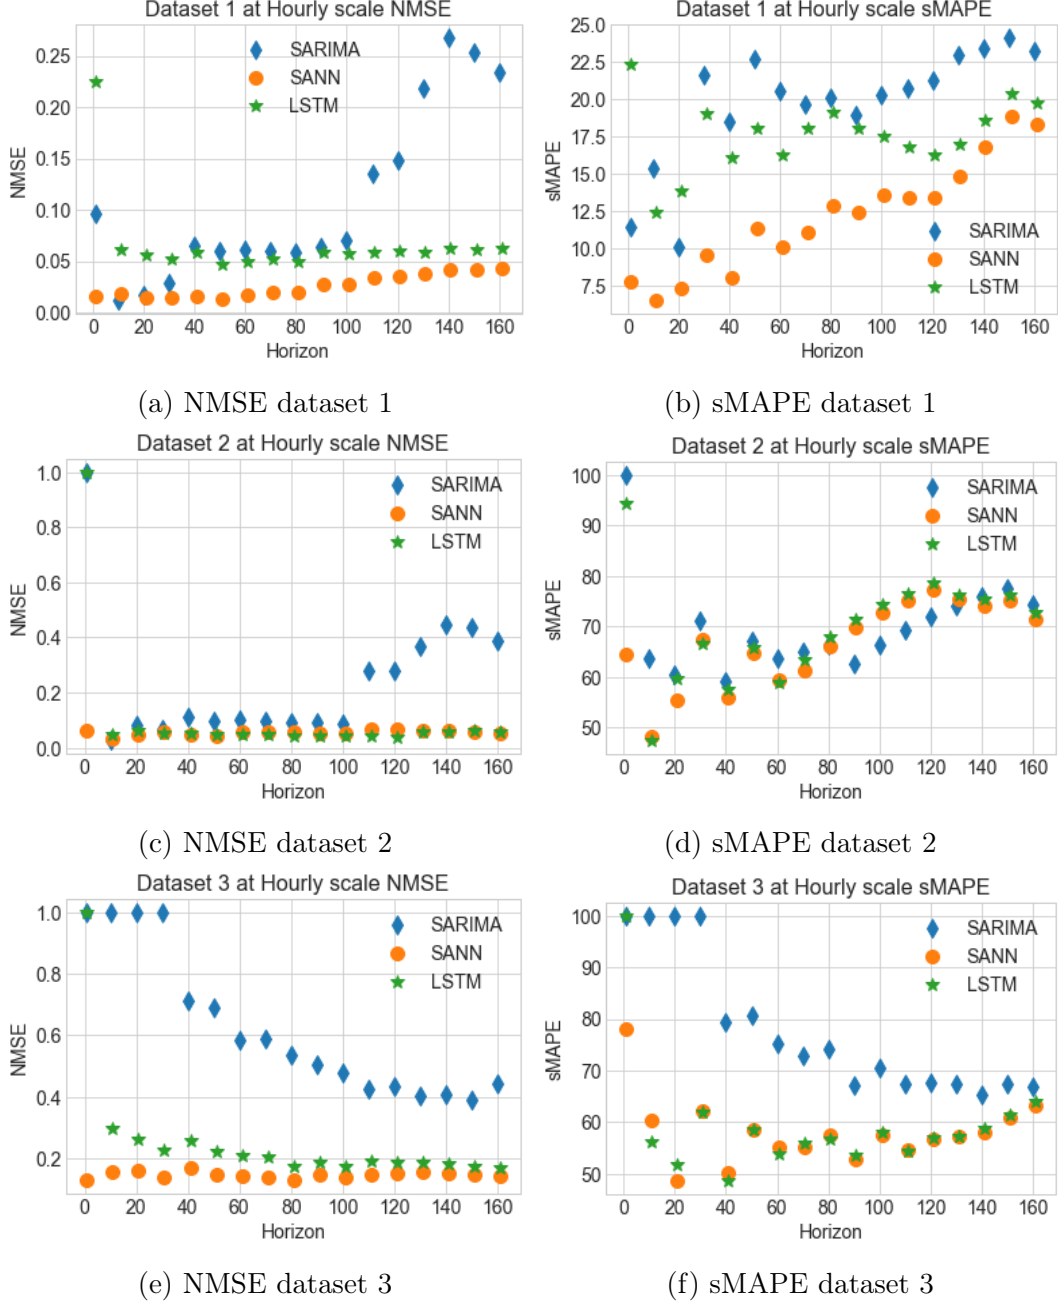 Dataset 1 at Hourly scale NMSE
SARIMA
SANN
LSTM
NMSE
0.25
0.20
0.15
0.10
0.05
0.00
0 20 40 60 80 100 120 140 160
Horizon
(a) NMSE dataset 1
Dataset 1 at Hourly scale sMAPE
SARIMA
SANN
LSTM
sMAPE
25.0
22.5
20.0
17.5
15.0
12.5
10.0
7.5
0 20 40 60 80 100 120 140 160
Horizon
(b) sMAPE dataset 1
Dataset 2 at Hourly scale NMSE
SARIMA
SANN
LSTM
NMSE
1.0
0.8
0.6
0.4
0.2
0.0
0 20 40 60 80 100 120 140 160
Horizon
(c) NMSE dataset 2
Dataset 2 at Hourly scale sMAPE
SARIMA
SANN
LSTM
sMAPE
100
90
80
70
60
50
0 20 40 60 80 100 120 140 160
Horizon
(d) sMAPE dataset 2
Dataset 3 at Hourly scale NMSE
SARIMA
SANN
LSTM
NMSE
1.0
0.8
0.6
0.4
0.2
0 20 40 60 80 100 120 140 160
Horizon
(e) NMSE dataset 3
Dataset 3 at Hourly scale sMAPE
SARIMA
SANN
LSTM
sMAPE
100
90
80
70
60
50
0 20 40 60 80 100 120 140 160
Horizon
(f) sMAPE dataset 3